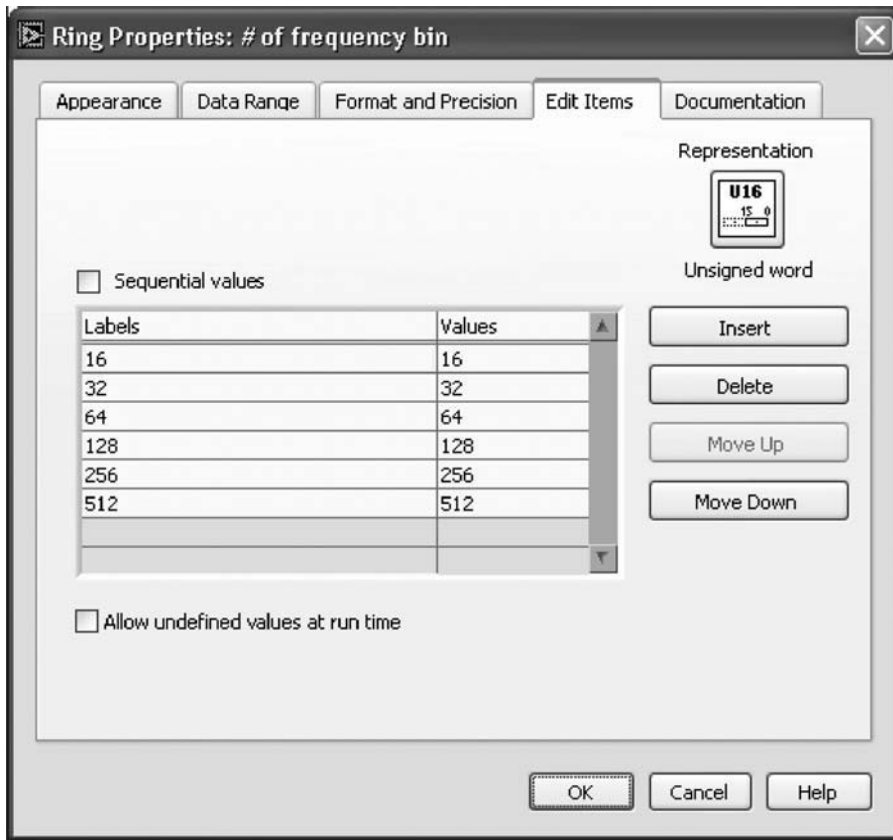 Ring Properties: # of frequency bin
Appearance Data Range Format and Precision Edit Items Documentation
Representation
U16
15 0
Unsigned word
Sequential values
Labels Values
16 16
32 32
64 64
128 128
256 256
512 512
Insert
Delete
Move Up
Move Down
Allow undefined values at run time
OK Cancel Help